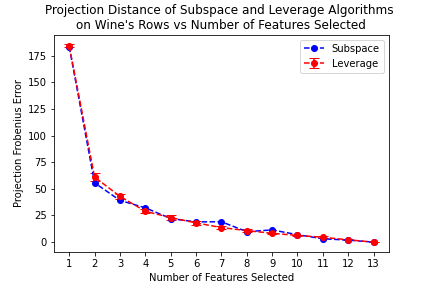 Projection Distance of Subspace and Leverage Algorithms
on Wine's Rows vs Number of Features Selected
Projection Frobenius Error
175
150
125
100
75
50
25
0
Subspace
Leverage
1 2 3 4 5 6 7 8 9 10 11 12 13
Number of Features Selected